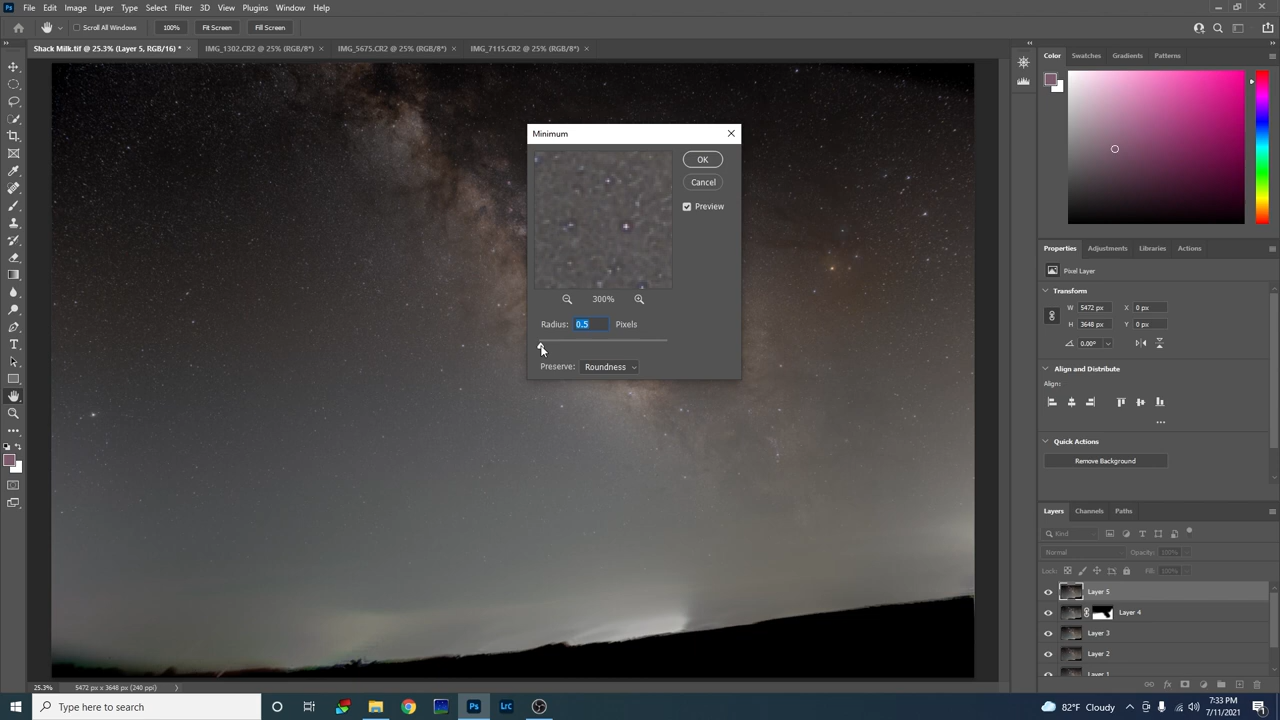 Ps File Edit Image Layer Type Select Filter 3D View Plugins Window Help
Scroll All Windows 100% Fit Screen Fill Screen
Shack Milk.tif @ 25.3% (Layer 5, RGB/16) * × IMG_1302.CR2 @ 25% (RGB/8*) × IMG_5675.CR2 @ 25% (RGB/8*) × IMG_7115.CR2 @ 25% (RGB/8*) ×
Color Swatches Gradients Patterns
Minimum
OK
Cancel
Preview
300%
Radius: 0.5 Pixels
Preserve: Roundness
Properties Adjustments Libraries Actions
Pixel Layer
Transform
W 5472 px X 0 px
H 3648 px Y 0 px
0.00°
Align and Distribute
Align:
Quick Actions
Remove Background
Layers Channels Paths
Kind
Normal Opacity: 100%
Lock: Fill: 100%
Layer 5
Layer 4
Layer 3
Layer 2
Layer 1
25.3% 5472 px x 3648 px (240 ppi)
Type here to search
Ps LrC
82°F Cloudy
7:33 PM
7/11/2021